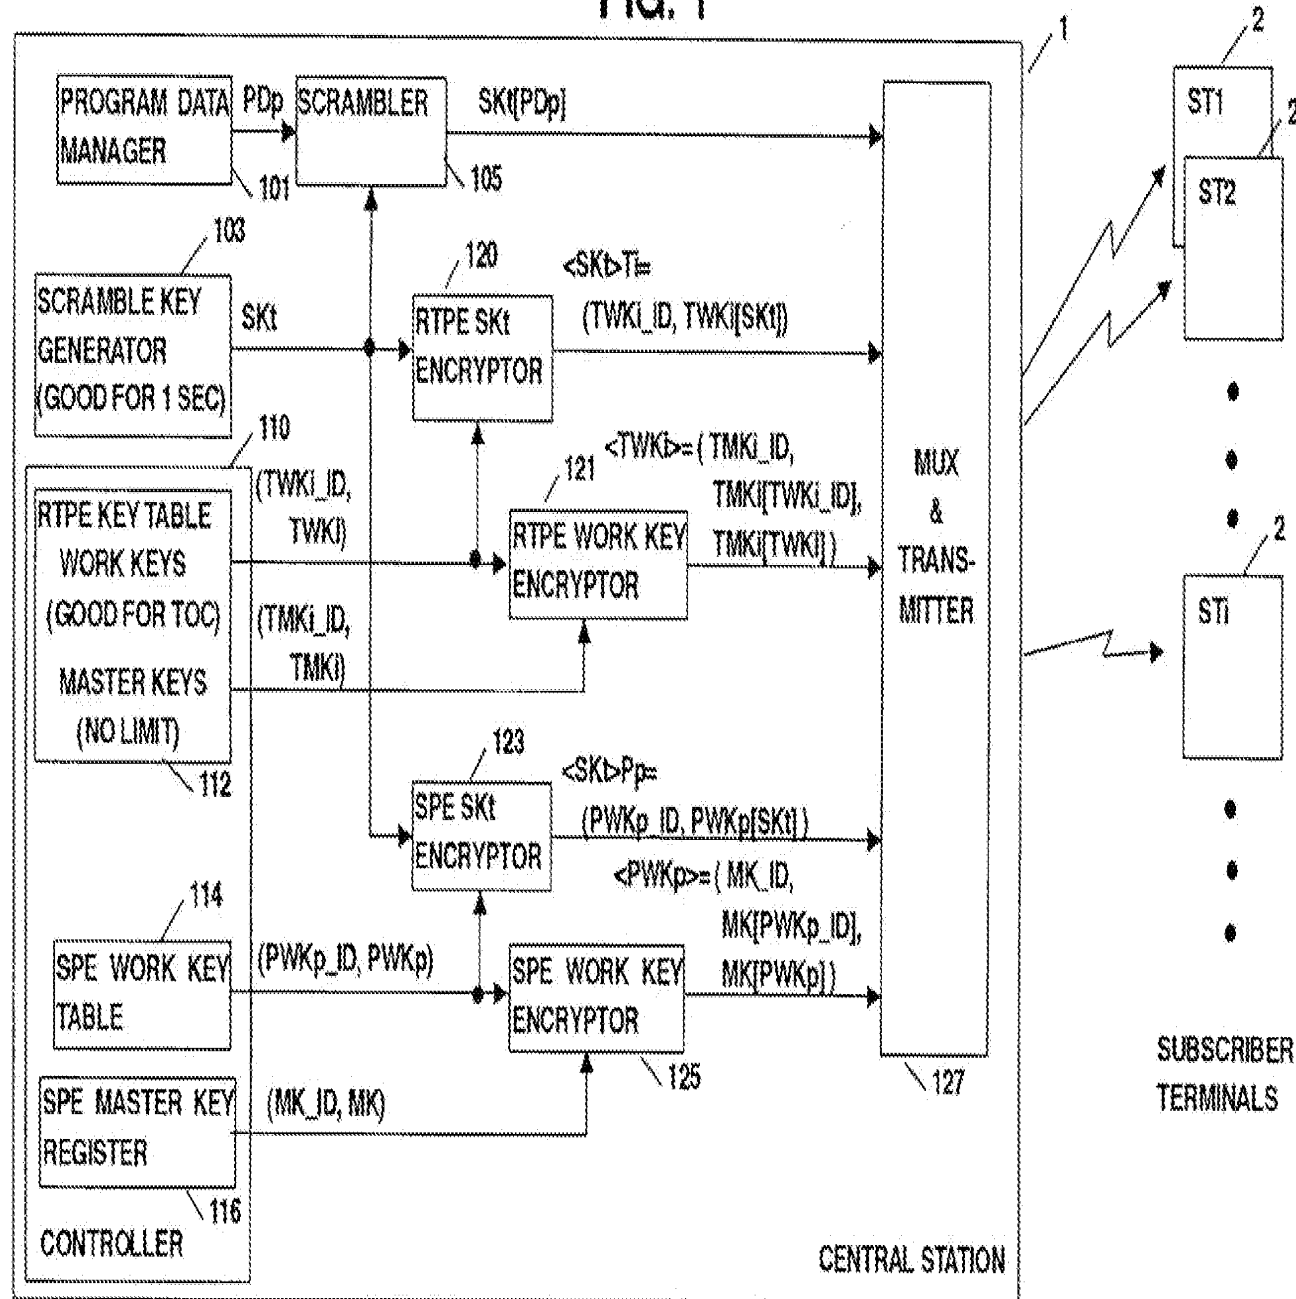 FIG. 1
1
2
PROGRAM DATA
MANAGER
101
PDp
SCRAMBLER
105
SKt[PDp]
ST1
2
ST2
103
SCRAMBLE KEY
GENERATOR
(GOOD FOR 1 SEC)
SKt
120
RTPE SKt
ENCRYPTOR
<SKt>Ti=
(TWKi_ID, TWKi[SKt])
110
RTPE KEY TABLE
WORK KEYS
(GOOD FOR TOC)
MASTER KEYS
(NO LIMIT)
112
(TWKi_ID,
TWKi)
(TMKi_ID,
TMKi)
121
RTPE WORK KEY
ENCRYPTOR
<TWKi>=( TMKi_ID,
TMKi[TWKi_ID],
TMKi[TWKi])
MUX
&
TRANS-
MITTER
127
2
STi
123
SPE SKt
ENCRYPTOR
<SKt>Pp=
(PWKp_ID, PWKp[SKt])
<PWKp>=( MK_ID,
MK[PWKp_ID],
MK[PWKp])
114
SPE WORK KEY
TABLE
(PWKp_ID, PWKp)
SPE WORK KEY
ENCRYPTOR
125
SPE MASTER KEY
REGISTER
116
(MK_ID, MK)
CONTROLLER
CENTRAL STATION
SUBSCRIBER
TERMINALS